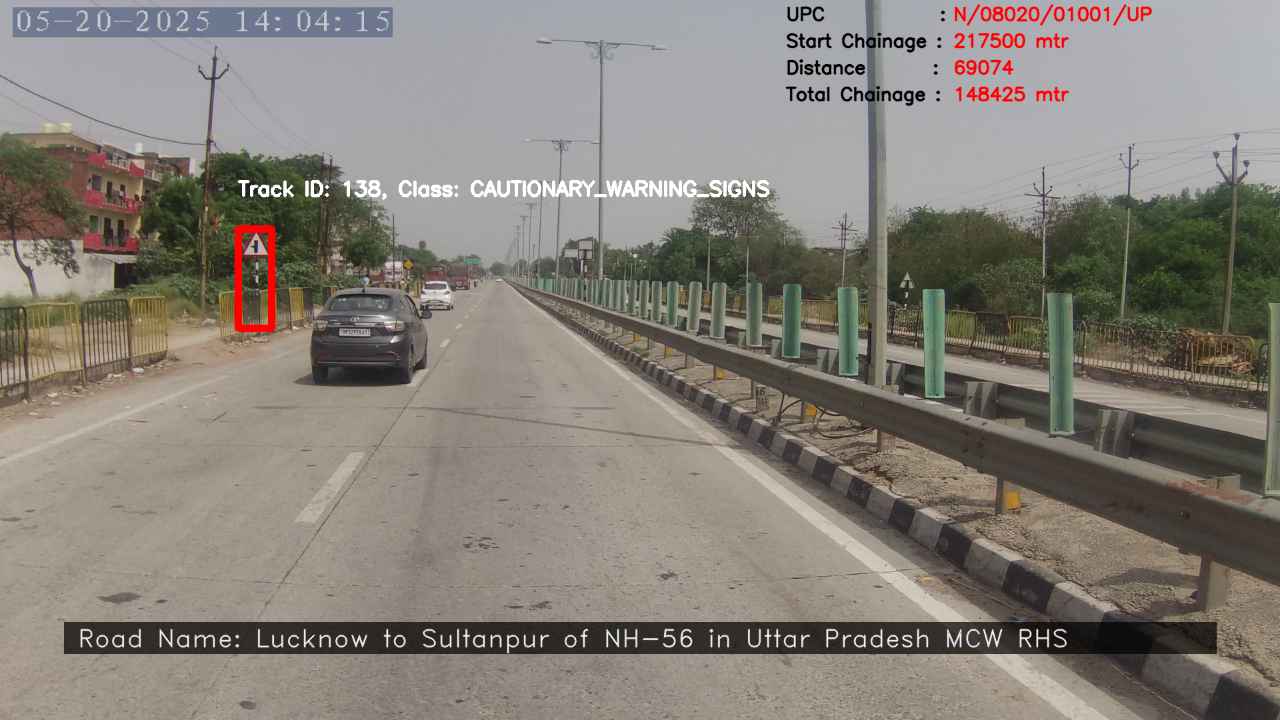 05-20-2025 14:04:15
UPC : N/08020/01001/UP
Start Chainage : 217500 mtr
Distance : 69074
Total Chainage : 148425 mtr
Track ID: 138, Class: CAUTIONARY_WARNING_SIGNS
Road Name: Lucknow to Sultanpur of NH-56 in Uttar Pradesh MCW RHS